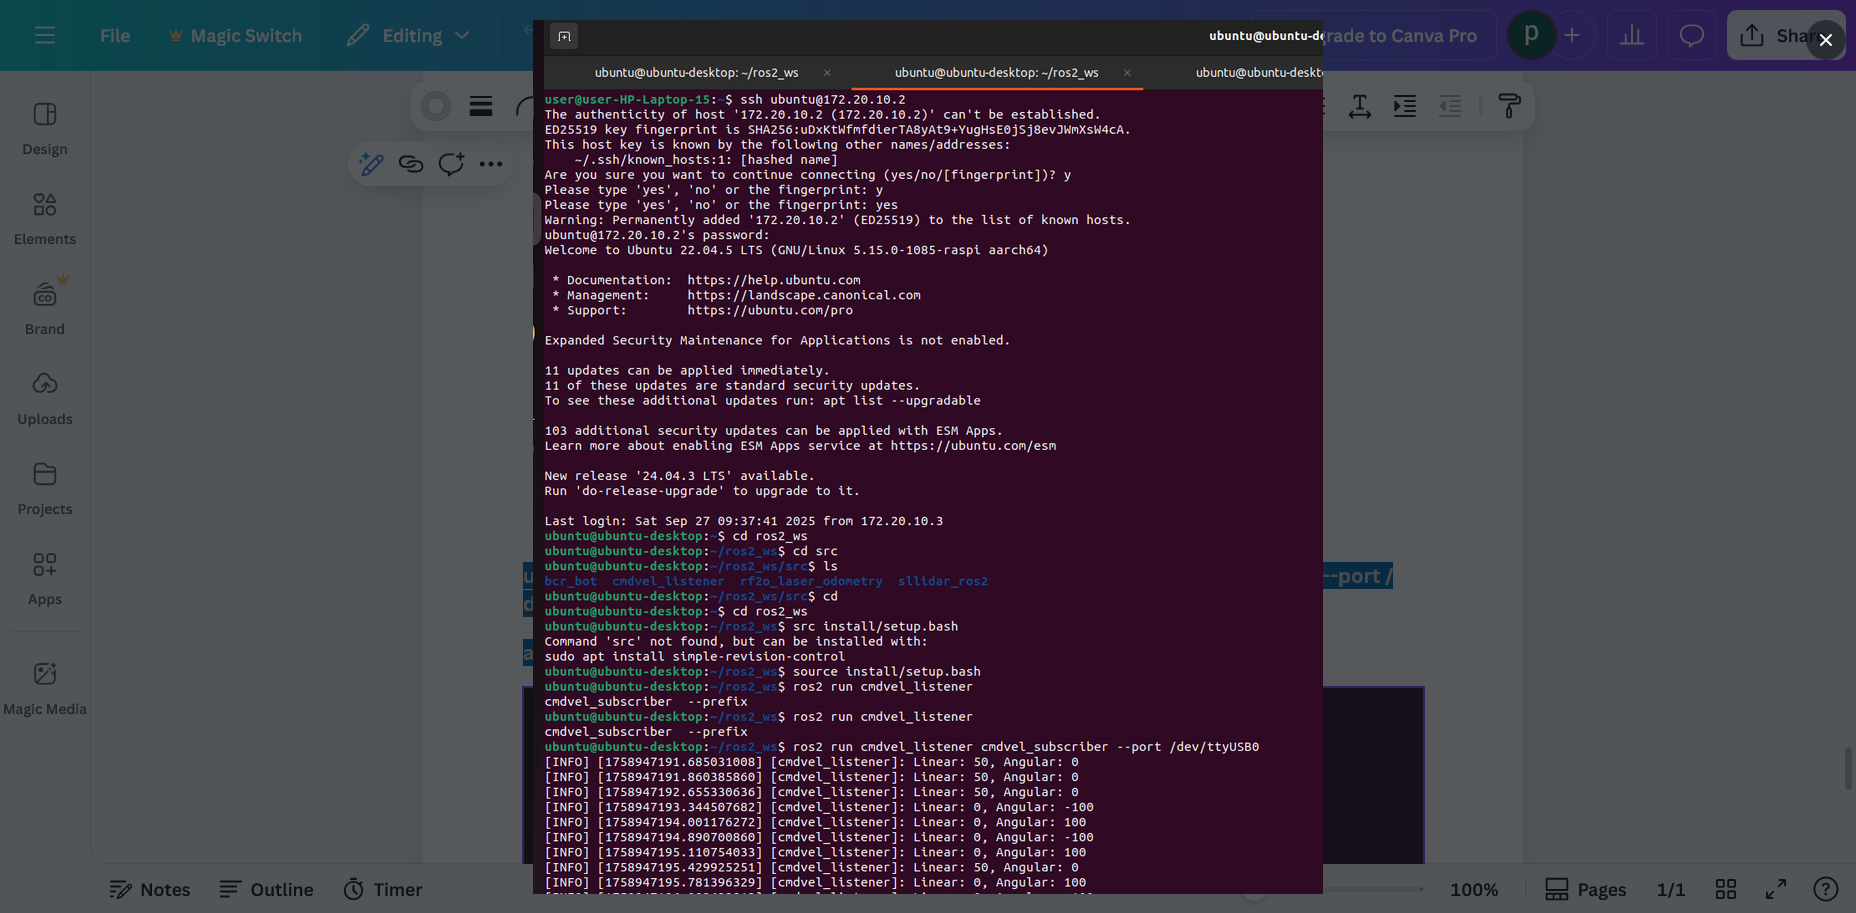 File
Magic Switch
Editing
grade to Canva Pro
p
Share
Design
Elements
Brand
Uploads
Projects
Apps
Magic Media
ubuntu@ubuntu-de
ubuntu@ubuntu-desktop: ~/ros2_ws
ubuntu@ubuntu-desktop: ~/ros2_ws
ubuntu@ubuntu-deskt
user@user-HP-Laptop-15:~$ ssh ubuntu@172.20.10.2
The authenticity of host '172.20.10.2 (172.20.10.2)' can't be established.
ED25519 key fingerprint is SHA256:uDxKtWfmfdierTA8yAt9+YugHsE0jSj8evJWmXsW4cA.
This host key is known by the following other names/addresses:
~/.ssh/known_hosts:1: [hashed name]
Are you sure you want to continue connecting (yes/no/[fingerprint])? y
Please type 'yes', 'no' or the fingerprint: y
Please type 'yes', 'no' or the fingerprint: yes
Warning: Permanently added '172.20.10.2' (ED25519) to the list of known hosts.
ubuntu@172.20.10.2's password:
Welcome to Ubuntu 22.04.5 LTS (GNU/Linux 5.15.0-1085-raspi aarch64)
* Documentation: https://help.ubuntu.com
* Management: https://landscape.canonical.com
* Support: https://ubuntu.com/pro
Expanded Security Maintenance for Applications is not enabled.
11 updates can be applied immediately.
11 of these updates are standard security updates.
To see these additional updates run: apt list --upgradable
103 additional security updates can be applied with ESM Apps.
Learn more about enabling ESM Apps service at https://ubuntu.com/esm
New release '24.04.3 LTS' available.
Run 'do-release-upgrade' to upgrade to it.
Last login: Sat Sep 27 09:37:41 2025 from 172.20.10.3
ubuntu@ubuntu-desktop:~$ cd ros2_ws
ubuntu@ubuntu-desktop:~/ros2_ws$ cd src
ubuntu@ubuntu-desktop:~/ros2_ws/src$ ls
bcr_bot cmdvel_listener rf2o_laser_odometry sllidar_ros2
ubuntu@ubuntu-desktop:~/ros2_ws/src$ cd
ubuntu@ubuntu-desktop:~$ cd ros2_ws
ubuntu@ubuntu-desktop:~/ros2_ws$ src install/setup.bash
Command 'src' not found, but can be installed with:
sudo apt install simple-revision-control
ubuntu@ubuntu-desktop:~/ros2_ws$ source install/setup.bash
ubuntu@ubuntu-desktop:~/ros2_ws$ ros2 run cmdvel_listener
cmdvel_subscriber --prefix
ubuntu@ubuntu-desktop:~/ros2_ws$ ros2 run cmdvel_listener
cmdvel_subscriber --prefix
ubuntu@ubuntu-desktop:~/ros2_ws$ ros2 run cmdvel_listener cmdvel_subscriber --port /dev/ttyUSB0
[INFO] [1758947191.685031008] [cmdvel_listener]: Linear: 50, Angular: 0
[INFO] [1758947191.860385860] [cmdvel_listener]: Linear: 50, Angular: 0
[INFO] [1758947192.655330636] [cmdvel_listener]: Linear: 50, Angular: 0
[INFO] [1758947193.344507682] [cmdvel_listener]: Linear: 0, Angular: -100
[INFO] [1758947194.001176272] [cmdvel_listener]: Linear: 0, Angular: 100
[INFO] [1758947194.890700860] [cmdvel_listener]: Linear: 0, Angular: -100
[INFO] [1758947195.110754033] [cmdvel_listener]: Linear: 0, Angular: 100
[INFO] [1758947195.429925251] [cmdvel_listener]: Linear: 50, Angular: 0
[INFO] [1758947195.781396329] [cmdvel_listener]: Linear: 0, Angular: 100
--port /
Notes
Outline
Timer
100%
Pages
1/1